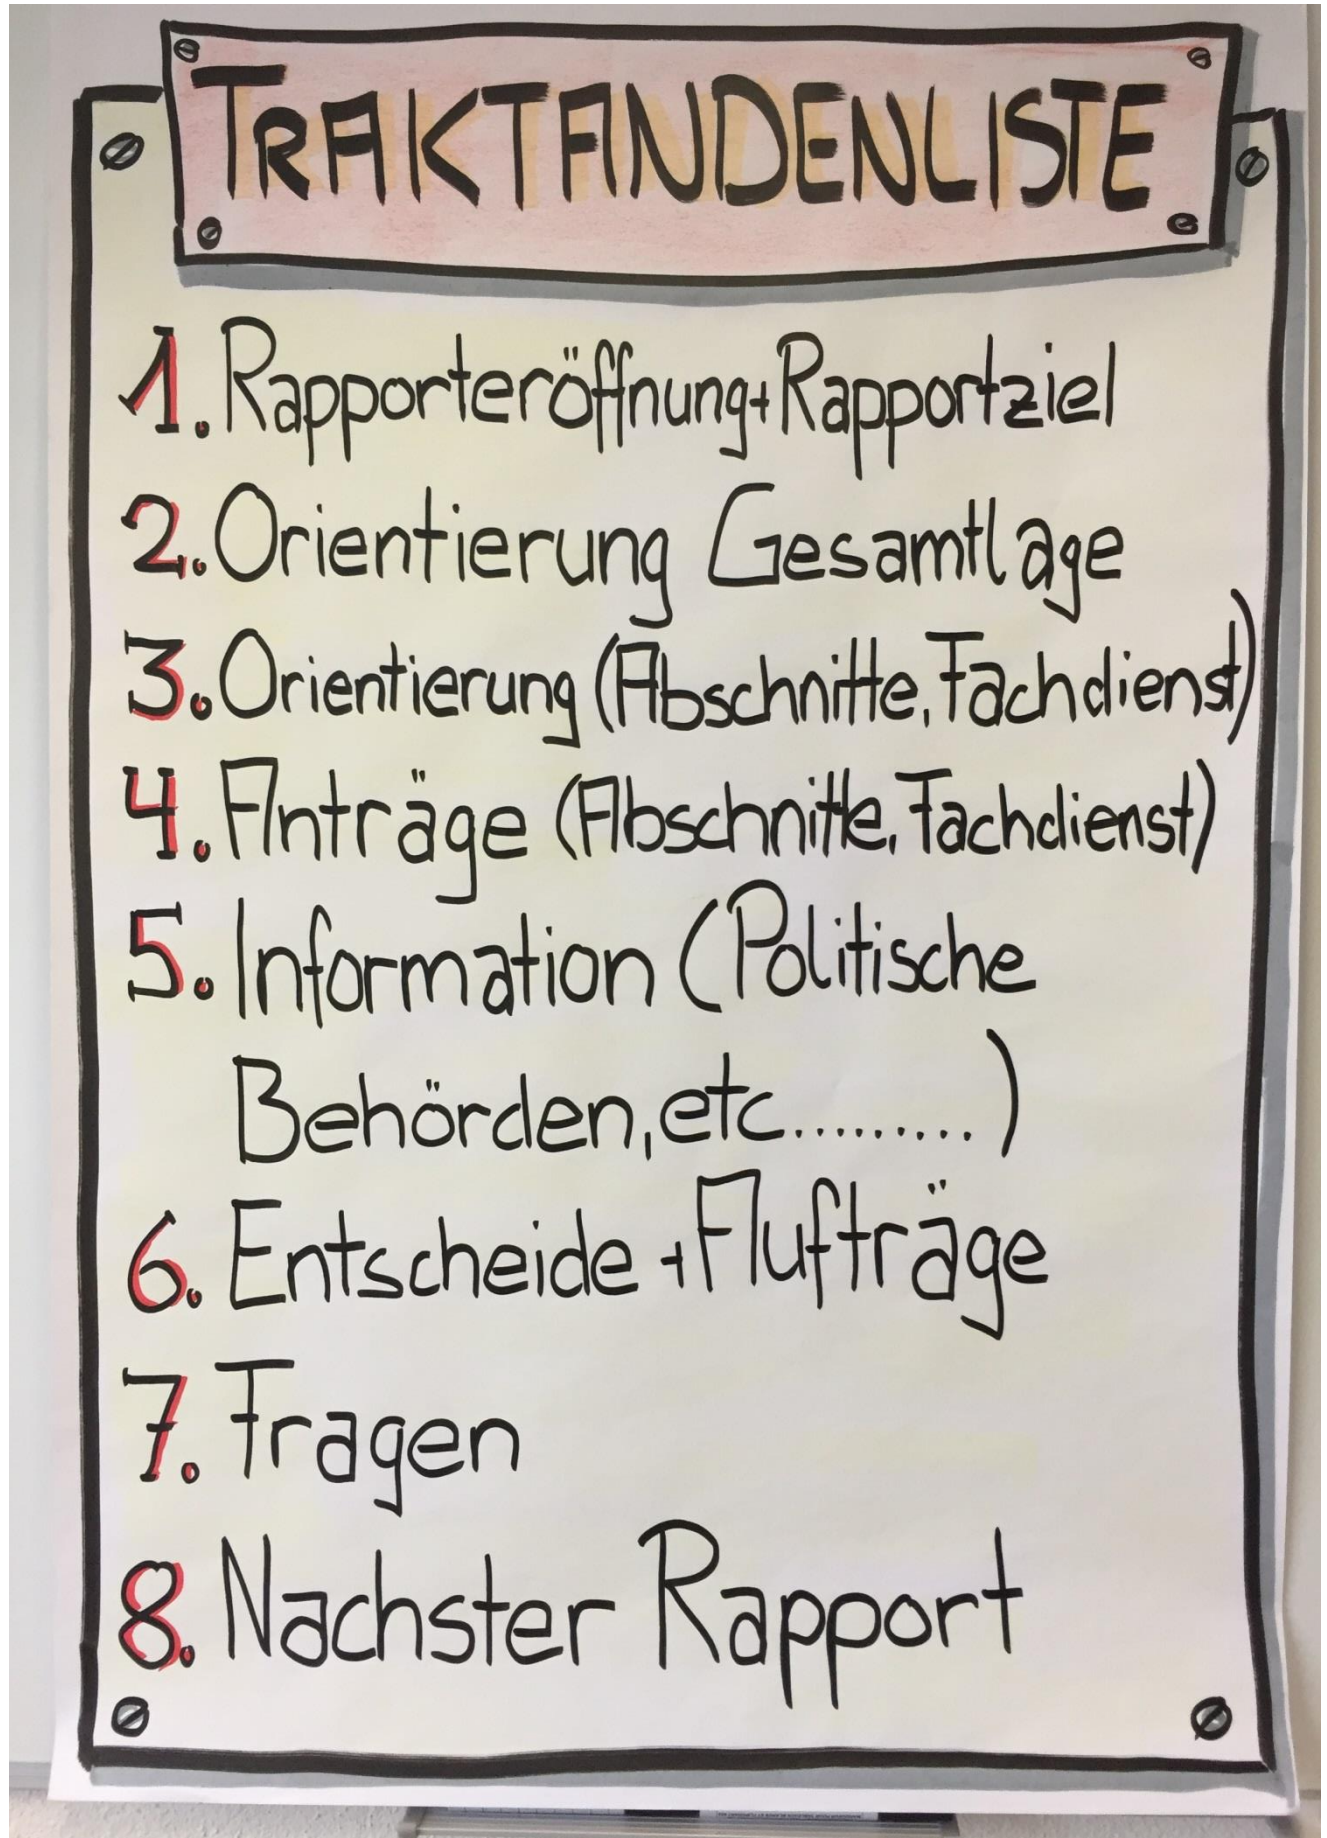 TRAKTANDENLISTE
1. Rapporteröffnung+Rapportziel
2. Orientierung Gesamtlage
3. Orientierung (Abschnitte, Fachdienst)
4. Anträge (Abschnitte, Fachdienst)
5. Information (Politische
Behörden, etc.........)
6. Entscheide + Aufträge
7. Fragen
8. Nachster Rapport